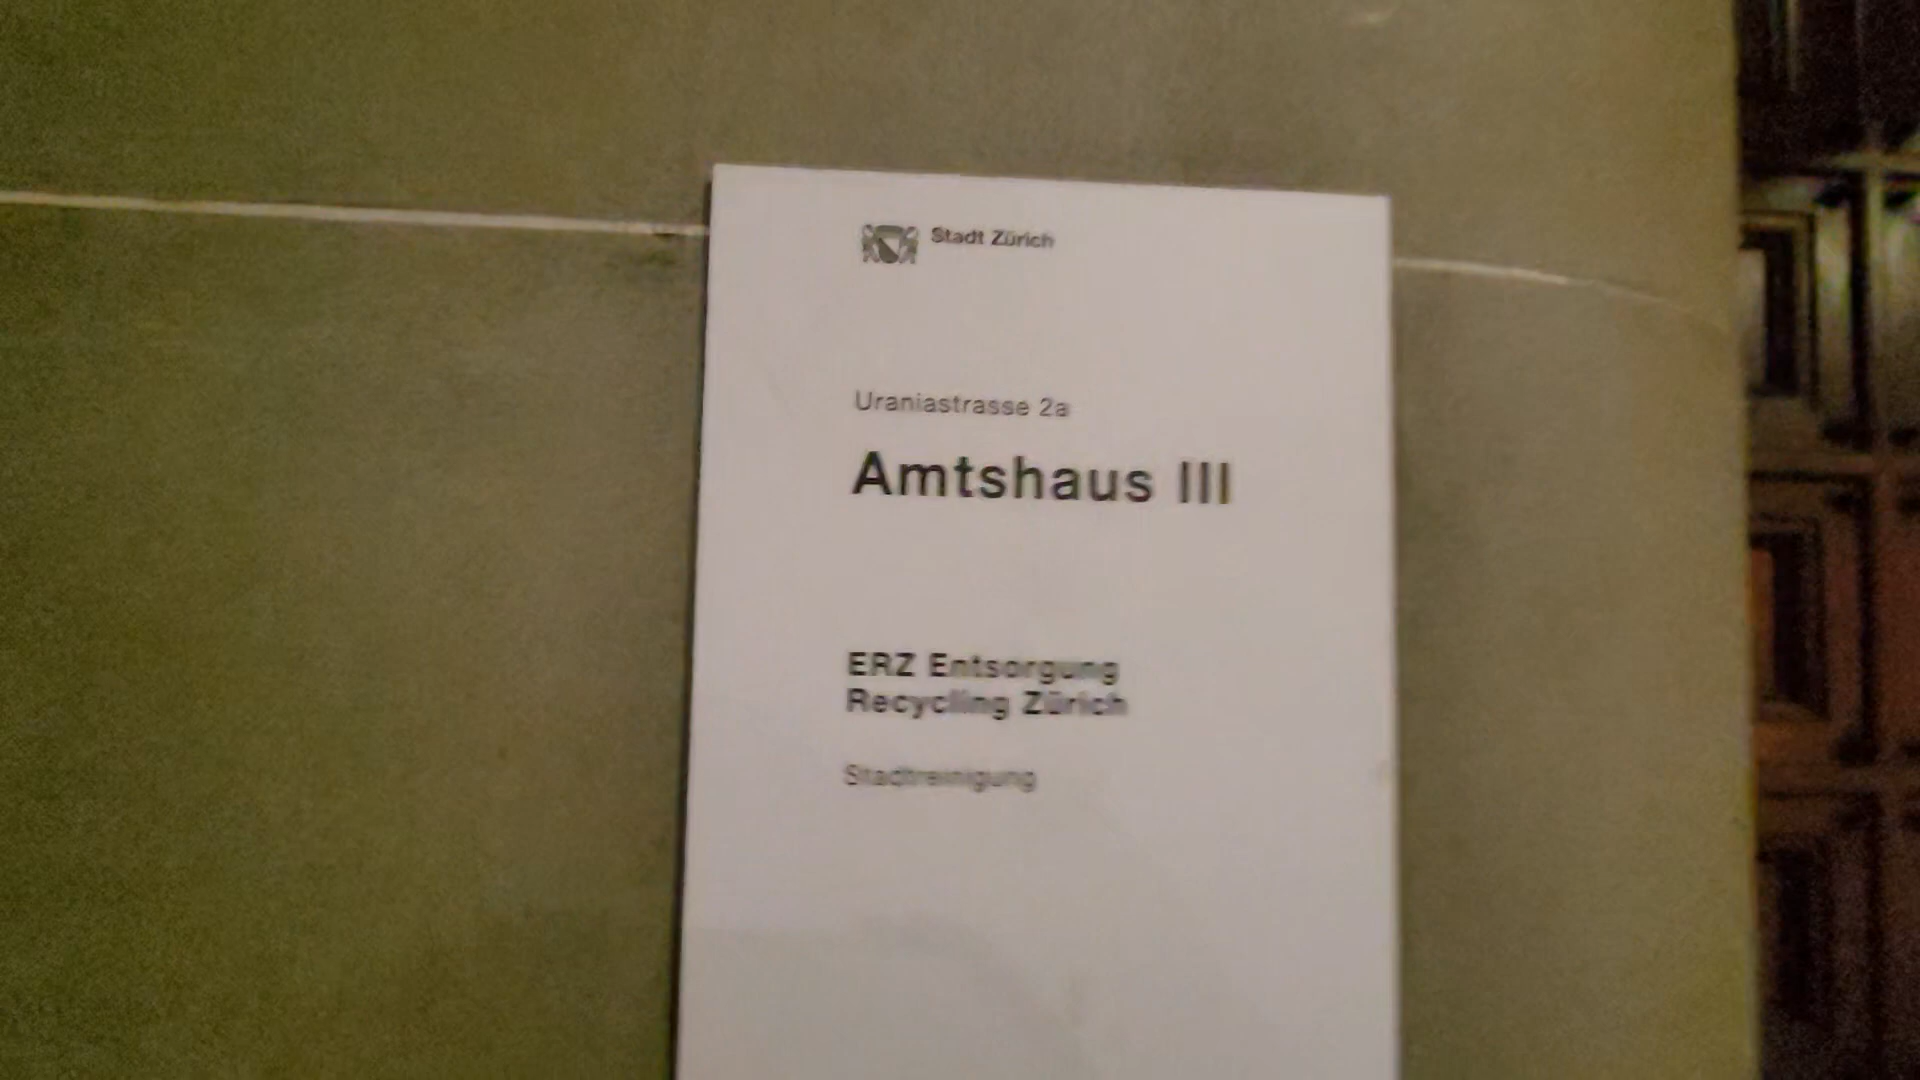 Stadt Zürich
Uraniastrasse 2a
Amtshaus III
ERZ Entsorgung
Recycling Zürich
Stadtreinigung